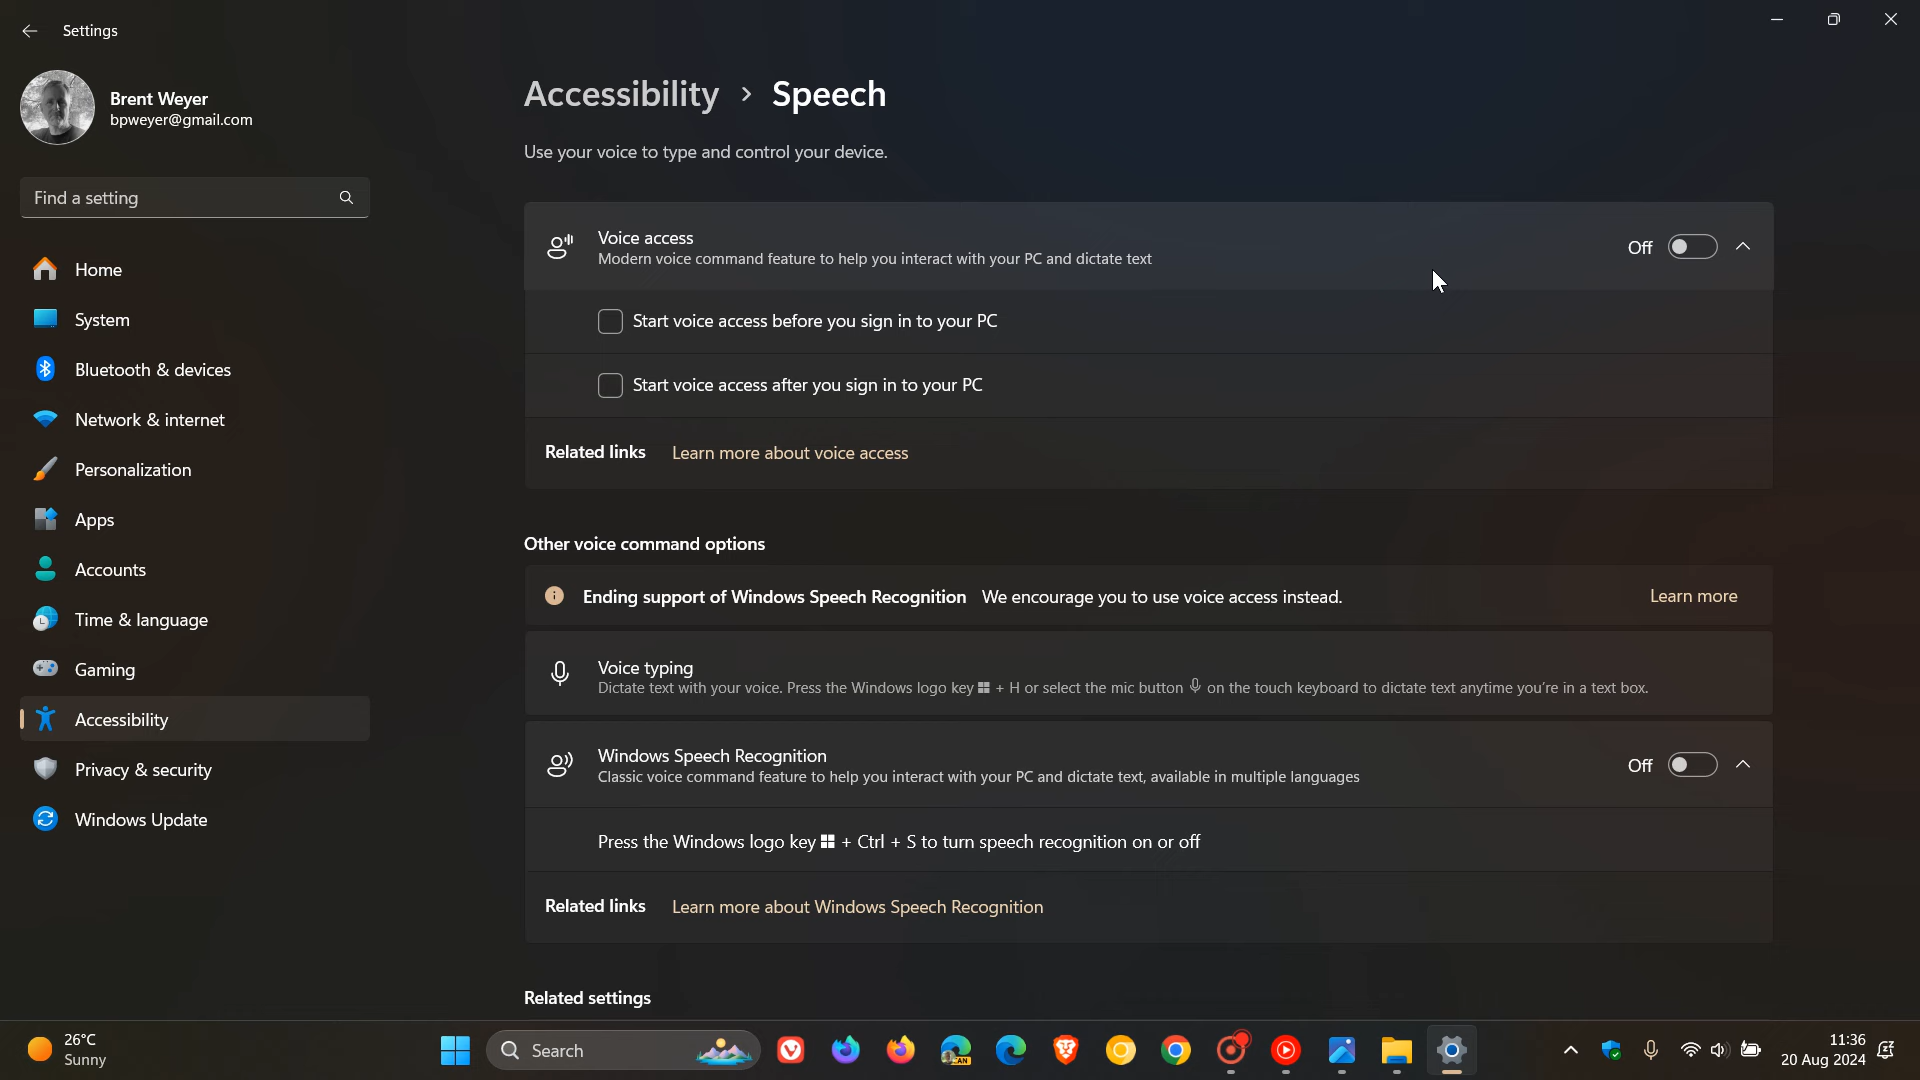 Settings
Brent Weyer
bpweyer@gmail.com
Find a setting
Home
System
Bluetooth & devices
Network & internet
Personalization
Apps
Accounts
Time & language
Gaming
Accessibility
Privacy & security
Windows Update
Accessibility > Speech
Use your voice to type and control your device.
Voice access
Modern voice command feature to help you interact with your PC and dictate text
Off
Start voice access before you sign in to your PC
Start voice access after you sign in to your PC
Related links Learn more about voice access
Other voice command options
Ending support of Windows Speech Recognition We encourage you to use voice access instead. Learn more
Voice typing
Dictate text with your voice. Press the Windows logo key + H or select the mic button on the touch keyboard to dictate text anytime you're in a text box.
Windows Speech Recognition
Classic voice command feature to help you interact with your PC and dictate text, available in multiple languages
Off
Press the Windows logo key + Ctrl + S to turn speech recognition on or off
Related links Learn more about Windows Speech Recognition
Related settings
26°C
Sunny
Search
CAN
11:36
20 Aug 2024